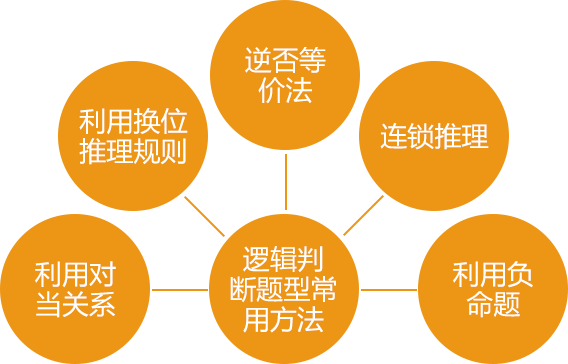 逆否等
价法
利用换位
推理规则
连锁推理
利用对
当关系
逻辑判
断题型常
用方法
利用负
命题